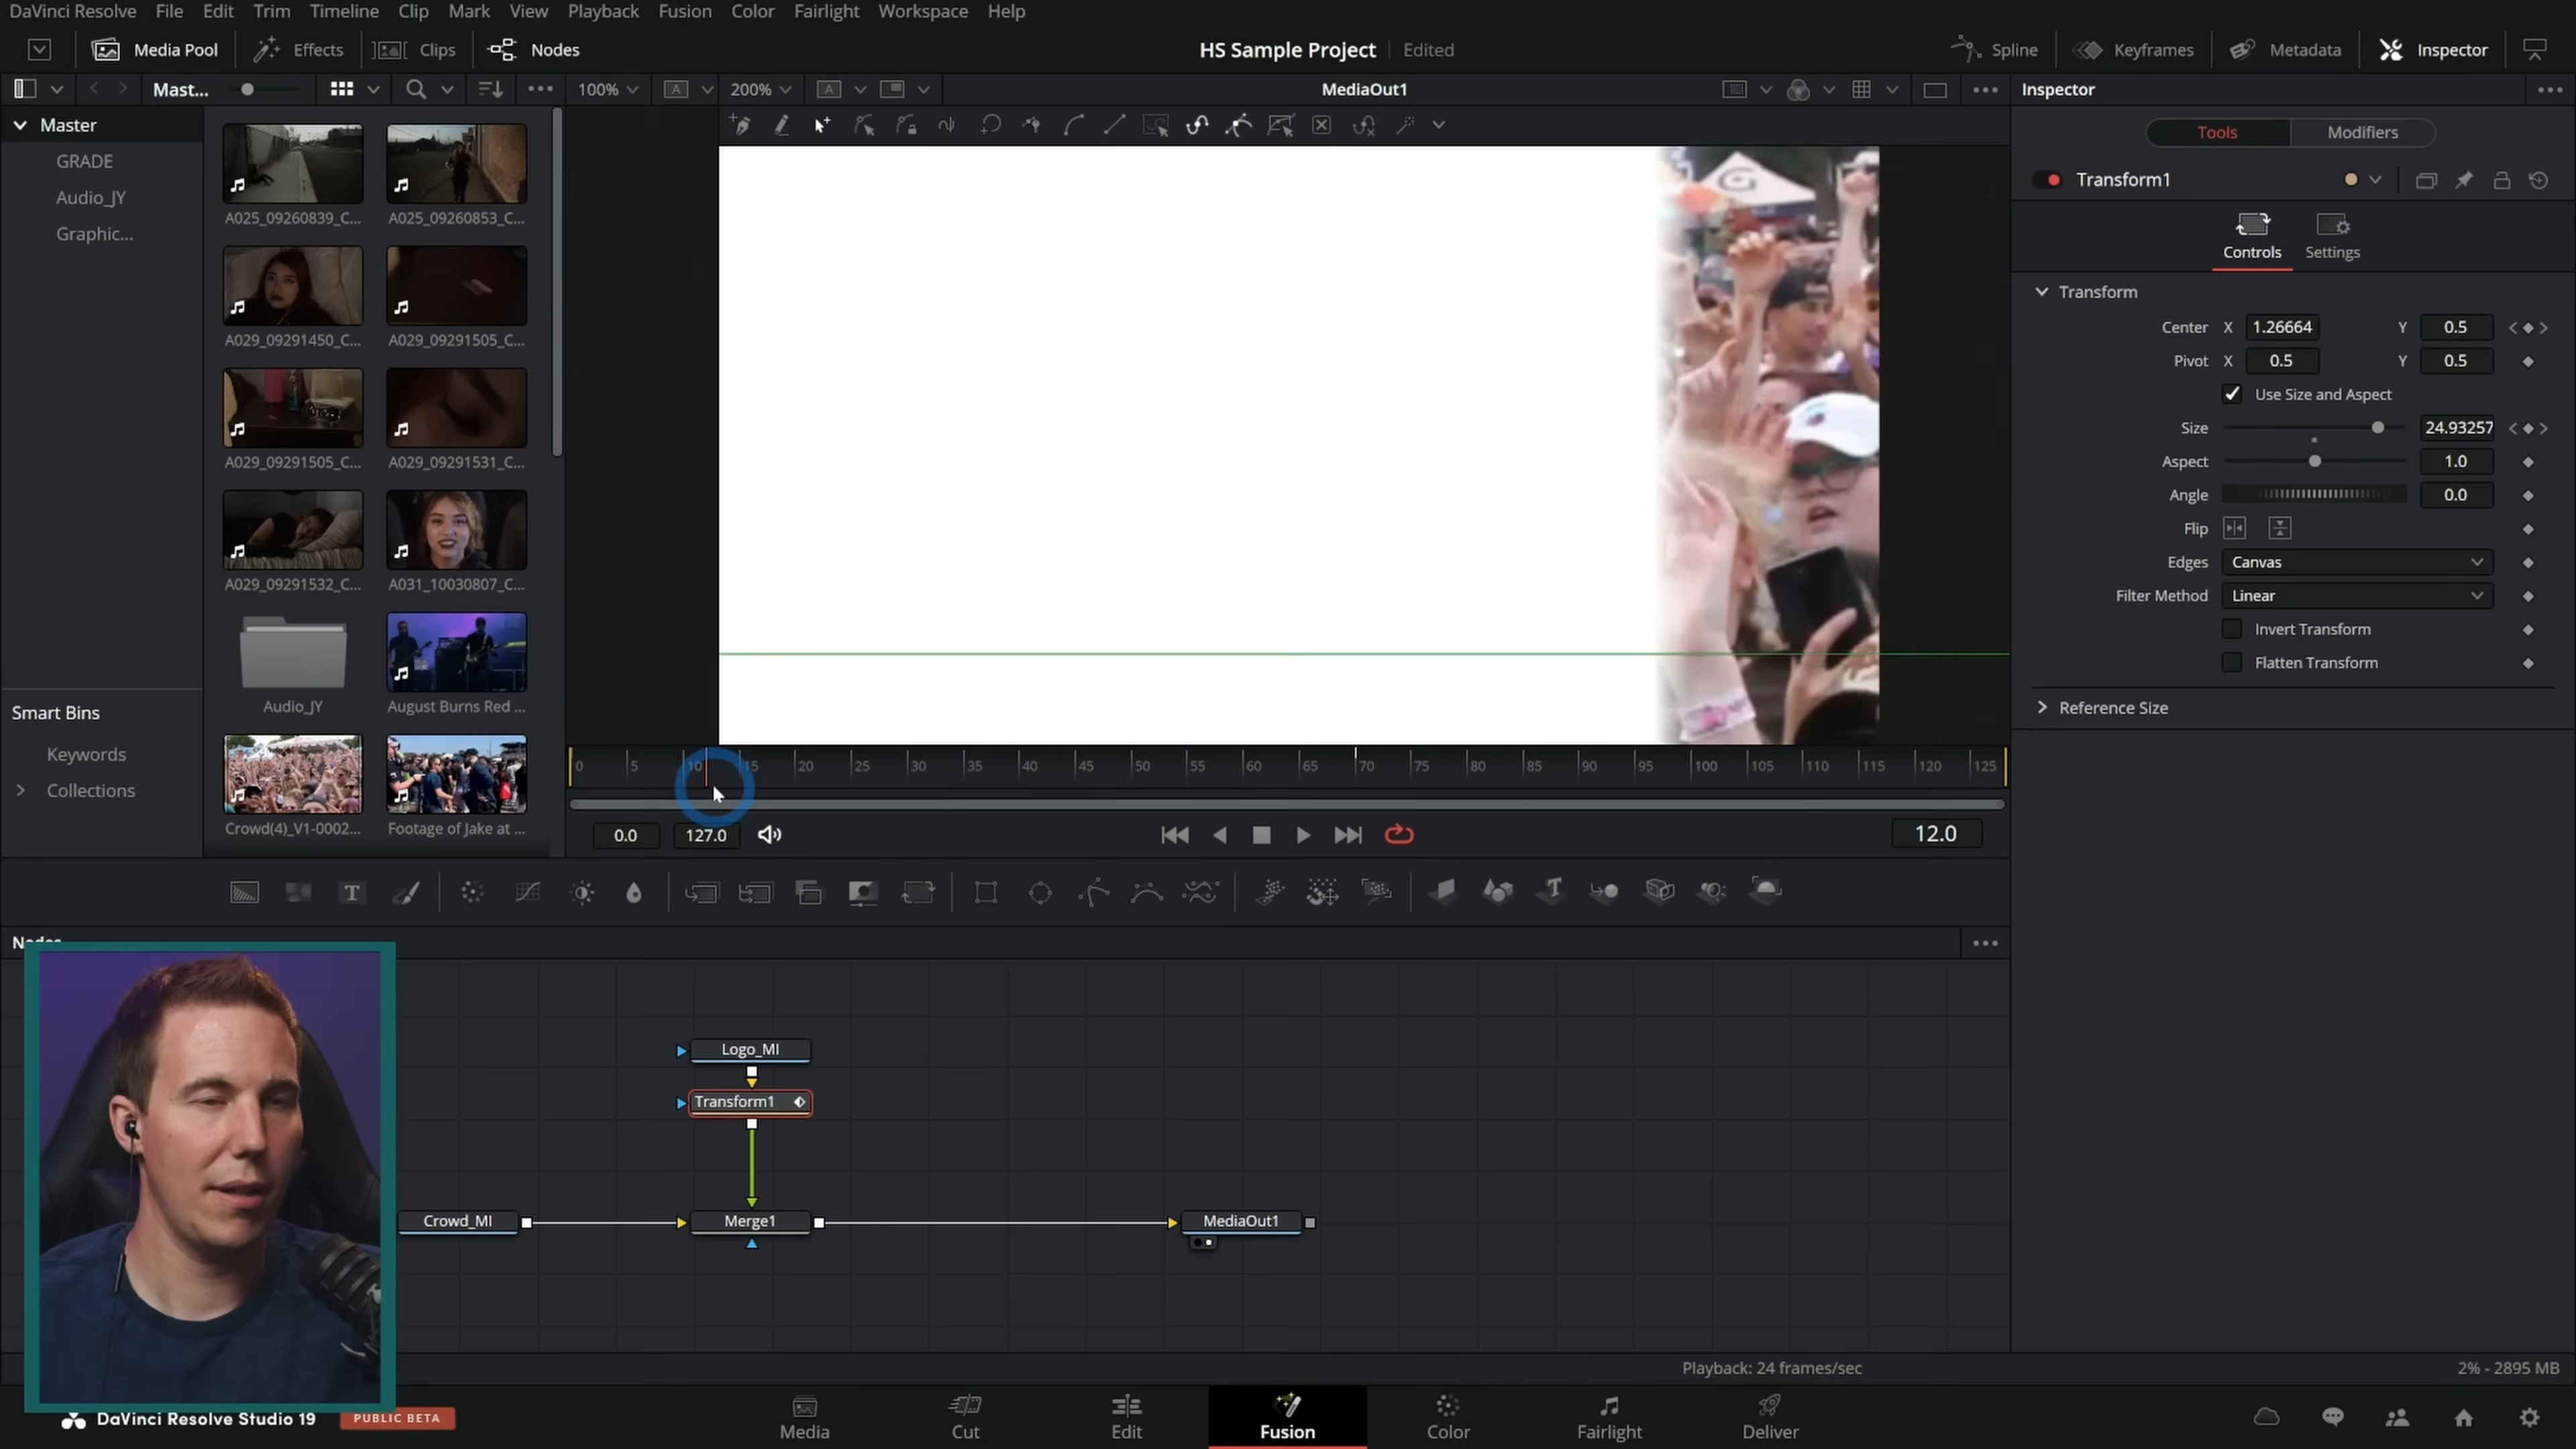 DaVinci Resolve File Edit Trim Timeline Clip Mark View Playback Fusion Color Fairlight Workspace Help
Media Pool Effects Clips Nodes HS Sample Project Edited Spline Keyframes Metadata Inspector
Mast... 100% A 200% A MediaOut1 Inspector
Master
GRADE
Audio_JY
Graphic...
A025_09260839_C... A025_09260853_C...
A029_09291450_C... A029_09291505_C...
A029_09291505_C... A029_09291531_C...
A029_09291532_C... A031_10030807_C...
Audio_JY August Burns Red ...
Crowd(4)_V1-0002... Footage of Jake at ...
Smart Bins
Keywords
Collections
G
Tools Modifiers
Transform1
Controls Settings
Transform
Center X 1.26664 Y 0.5
Pivot X 0.5 Y 0.5
Use Size and Aspect
Size 24.93257
Aspect 1.0
Angle 0.0
Flip
Edges Canvas
Filter Method Linear
Invert Transform
Flatten Transform
Reference Size
0 5 10 15 20 25 30 35 40 45 50 55 60 65 70 75 80 85 90 95 100 105 110 115 120 125
0.0 127.0 12.0
T T
Logo_MI
Transform1
Crowd_MI Merge1 MediaOut1
Playback: 24 frames/sec 2% - 2895 MB
DaVinci Resolve Studio 19 PUBLIC BETA
Media Cut Edit Fusion Color Fairlight Deliver